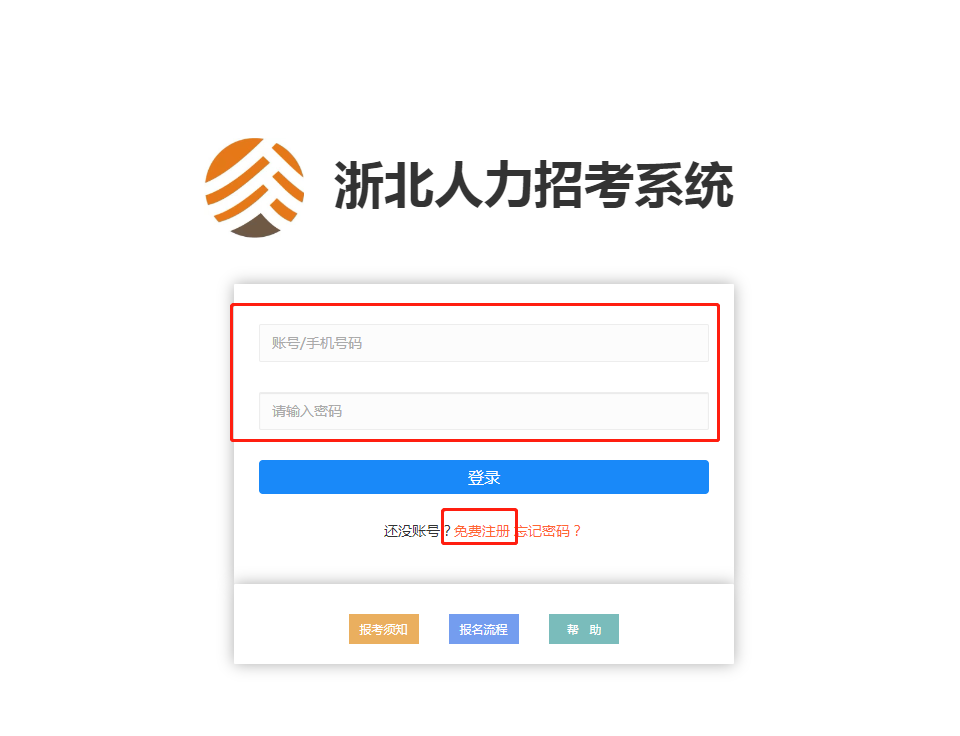 浙北人力招考系统
账号/手机号码
请输入密码
登录
还没账号？免费注册 忘记密码？
报考须知 报名流程 帮 助